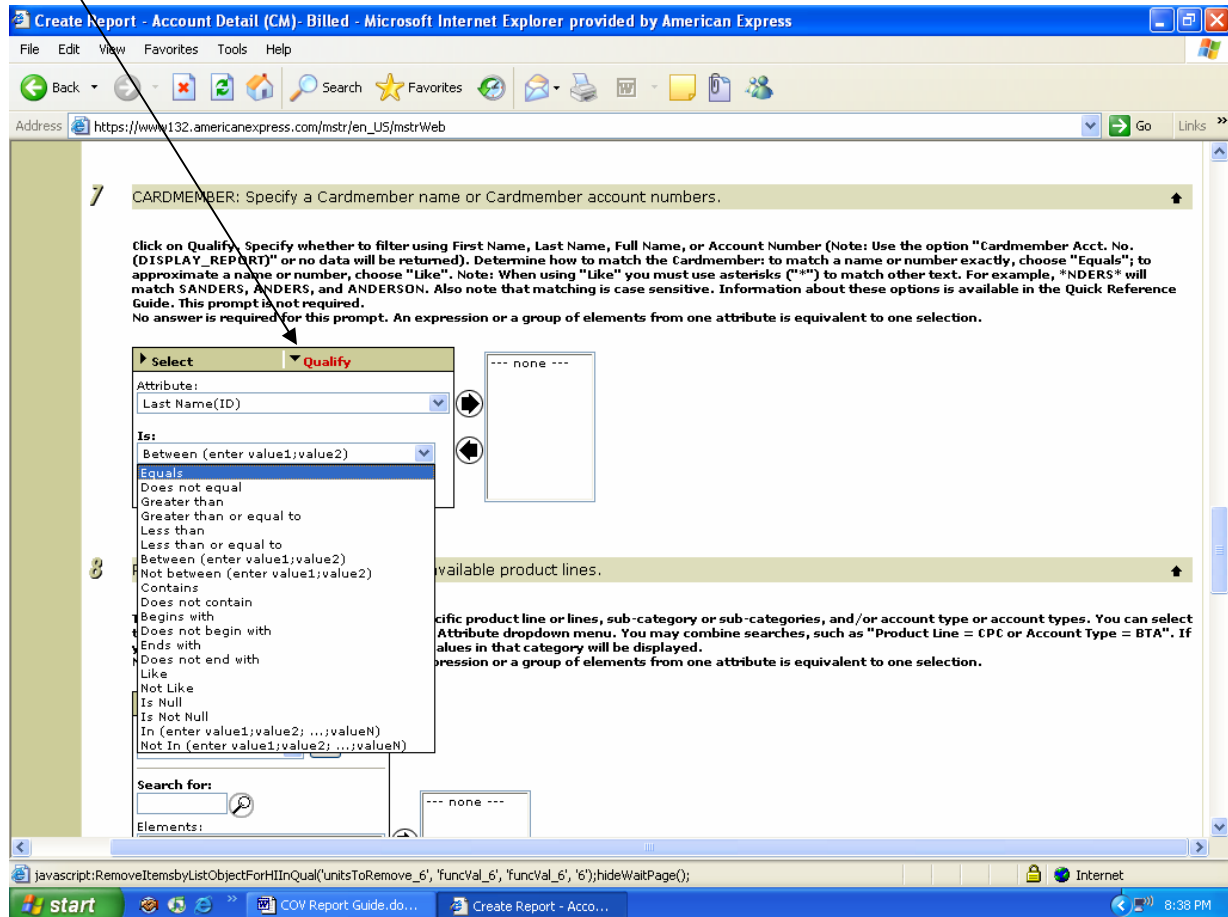 Create Report - Account Detail (CM)- Billed - Microsoft Internet Explorer provided by American Express
File Edit View Favorites Tools Help
Back Search Favorites
Address https://www132.americanexpress.com/mstr/en_US/mstrWeb Go Links »
7 CARDMEMBER: Specify a Cardmember name or Cardmember account numbers.
Click on Qualify. Specify whether to filter using First Name, Last Name, Full Name, or Account Number (Note: Use the option "Cardmember Acct. No.
(DISPLAY_REPORT)" or no data will be returned). Determine how to match the Cardmember: to match a name or number exactly, choose "Equals"; to
approximate a name or number, choose "Like". Note: When using "Like" you must use asterisks ("*") to match other text. For example, *NDERS* will
match SANDERS, ANDERS, and ANDERSON. Also note that matching is case sensitive. Information about these options is available in the Quick Reference
Guide. This prompt is not required.
No answer is required for this prompt. An expression or a group of elements from one attribute is equivalent to one selection.
Select Qualify
--- none ---
Attribute:
Last Name(ID)
Is:
Between (enter value1;value2)
Equals
Does not equal
Greater than
Greater than or equal to
Less than
Less than or equal to
Between (enter value1;value2)
Not between (enter value1;value2)
Contains
Does not contain
Begins with
Does not begin with
Ends with
Does not end with
Like
Not Like
Is Null
Is Not Null
In (enter value1;value2; ...;valueN)
Not In (enter value1;value2; ...;valueN)
8 available product lines.
cific product line or lines, sub-category or sub-categories, and/or account type or account types. You can select
Attribute dropdown menu. You may combine searches, such as "Product Line = CPC or Account Type = BTA". If
alues in that category will be displayed.
pression or a group of elements from one attribute is equivalent to one selection.
Search for:
--- none ---
Elements:
javascript:RemoveItemsbyListObjectForHIInQual('unitsToRemove_6', 'funcVal_6', 'funcVal_6', '6');hideWaitPage(); Internet
start » COV Report Guide.do... Create Report - Acco... 8:38 PM